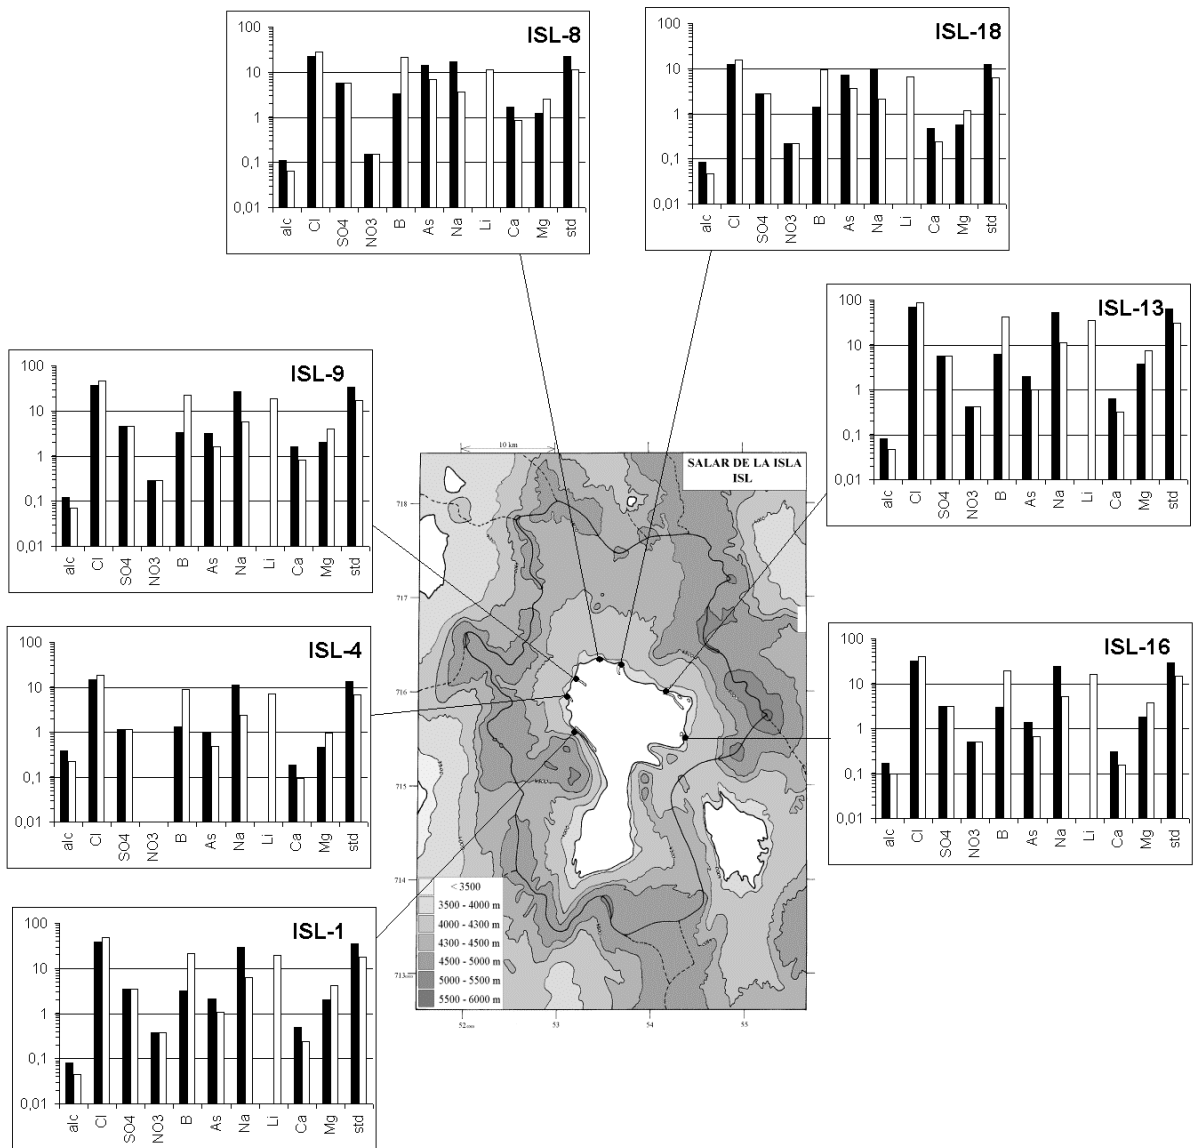 ISL-8
100
10
1
0,1
0,01
alc
Cl
SO4
NO3
B
As
Na
Li
Ca
Mg
std
ISL-18
100
10
1
0,1
0,01
alc
Cl
SO4
NO3
B
As
Na
Li
Ca
Mg
std
ISL-13
100
10
1
0,1
0,01
alc
Cl
SO4
NO3
B
As
Na
Li
Ca
Mg
std
ISL-9
100
10
1
0,1
0,01
alc
Cl
SO4
NO3
B
As
Na
Li
Ca
Mg
std
10 km
SALAR DE LA ISLA
ISL
718
717
716
715
714
713km
52km
53
54
55
< 3500
3500 - 4000 m
4000 - 4300 m
4300 - 4500 m
4500 - 5000 m
5000 - 5500 m
5500 - 6000 m
ISL-4
100
10
1
0,1
0,01
alc
Cl
SO4
NO3
B
As
Na
Li
Ca
Mg
std
ISL-16
100
10
1
0,1
0,01
alc
Cl
SO4
NO3
B
As
Na
Li
Ca
Mg
std
ISL-1
100
10
1
0,1
0,01
alc
Cl
SO4
NO3
B
As
Na
Li
Ca
Mg
std